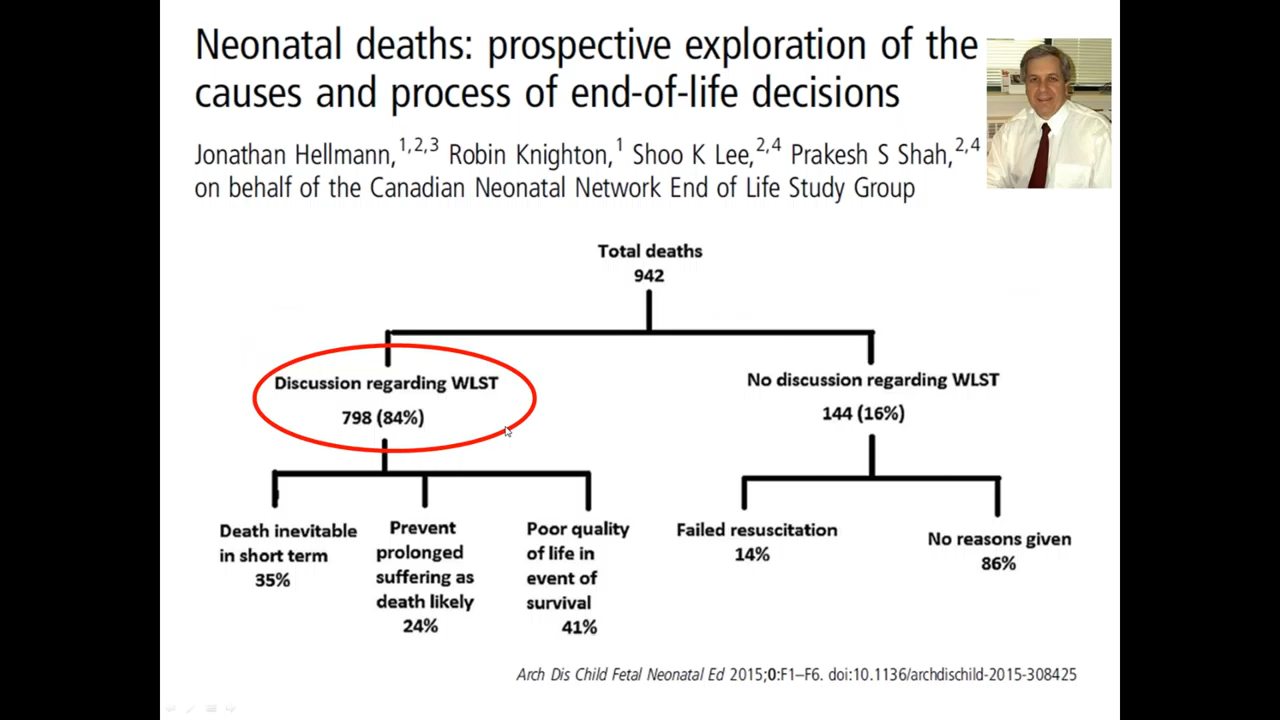 Neonatal deaths: prospective exploration of the
causes and process of end-of-life decisions
Jonathan Hellmann,1,2,3 Robin Knighton,1 Shoo K Lee,2,4 Prakesh S Shah,2,4
on behalf of the Canadian Neonatal Network End of Life Study Group
Total deaths
942
Discussion regarding WLST
798 (84%)
No discussion regarding WLST
144 (16%)
Death inevitable
in short term
35%
Prevent
prolonged
suffering as
death likely
24%
Poor quality
of life in
event of
survival
41%
Failed resuscitation
14%
No reasons given
86%
Arch Dis Child Fetal Neonatal Ed 2015;0:F1–F6. doi:10.1136/archdischild-2015-308425